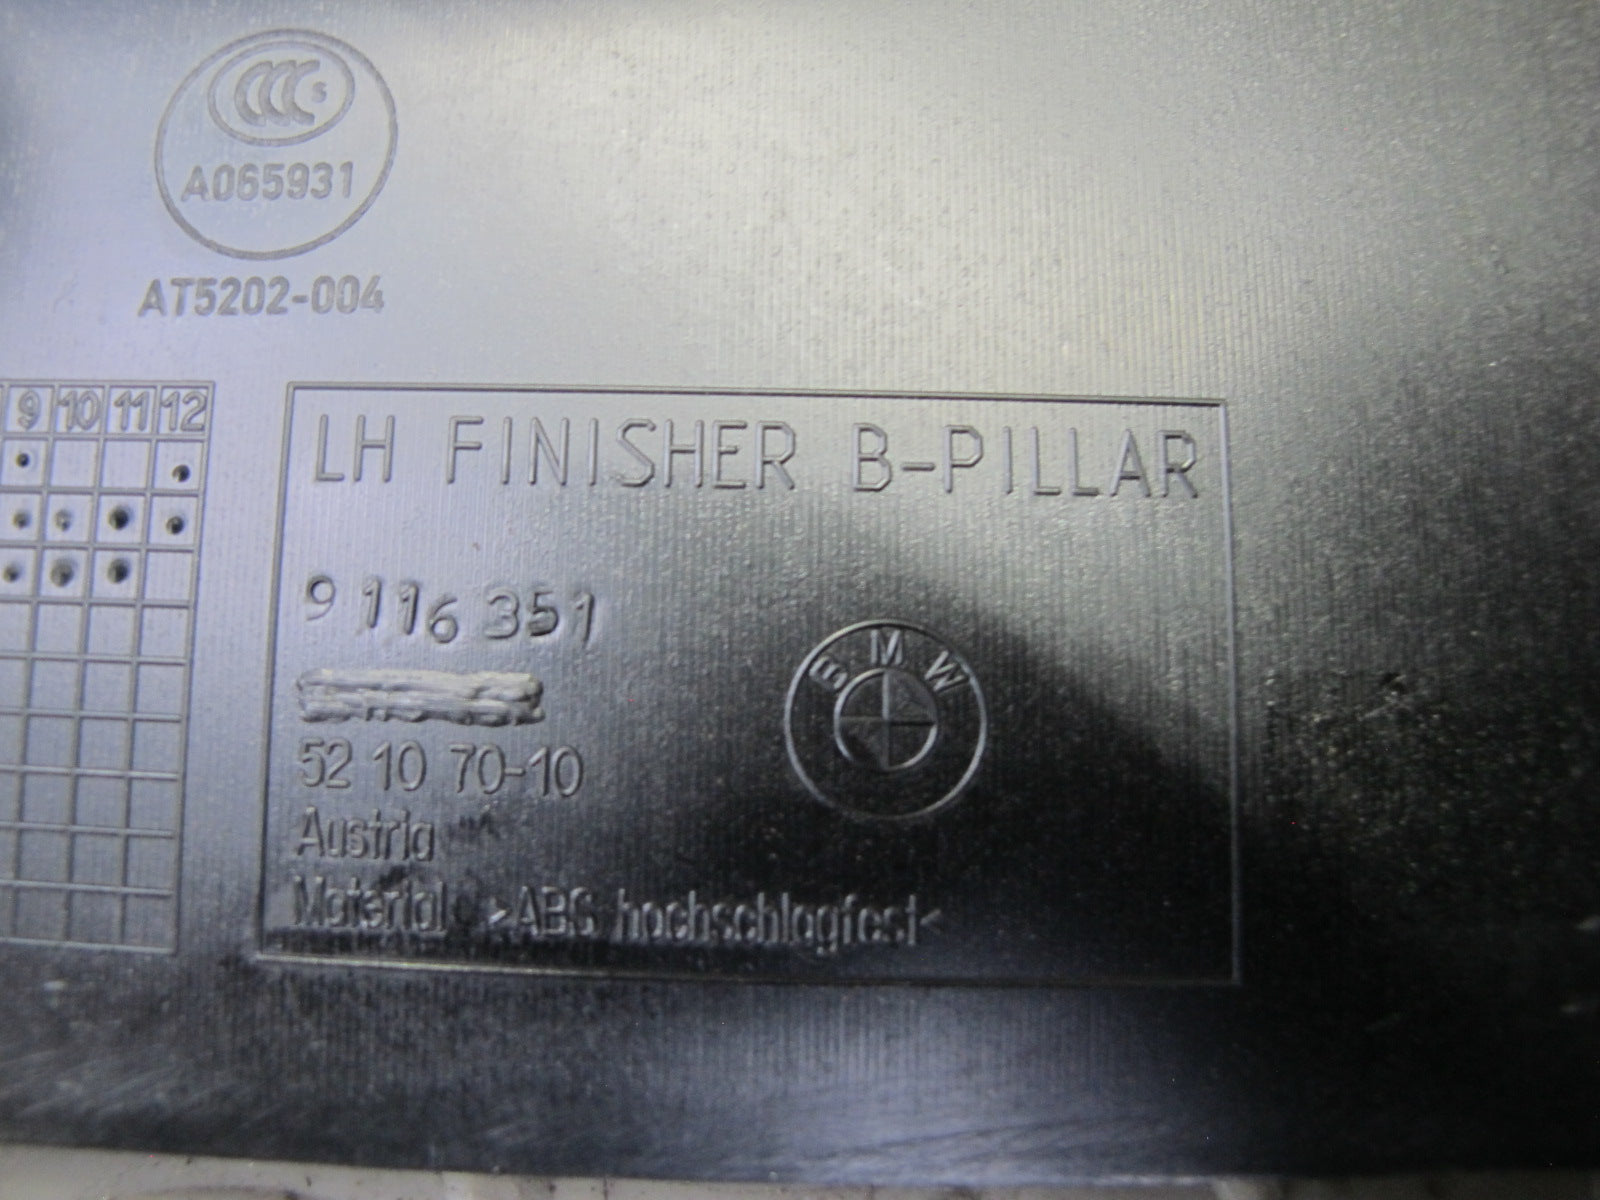 CCC S
A065931
AT5202-004
9 10 11 12
LH FINISHER B-PILLAR
9 116 351
52 10 70-10
Austria
Material >ABS hochschlagfest<
BMW